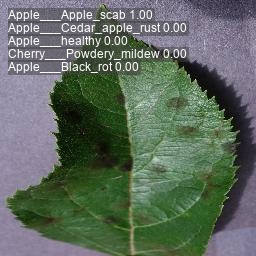 Apple___Apple_scab 1.00
Apple___Cedar_apple_rust 0.00
Apple___healthy 0.00
Cherry___Powdery_mildew 0.00
Apple___Black_rot 0.00